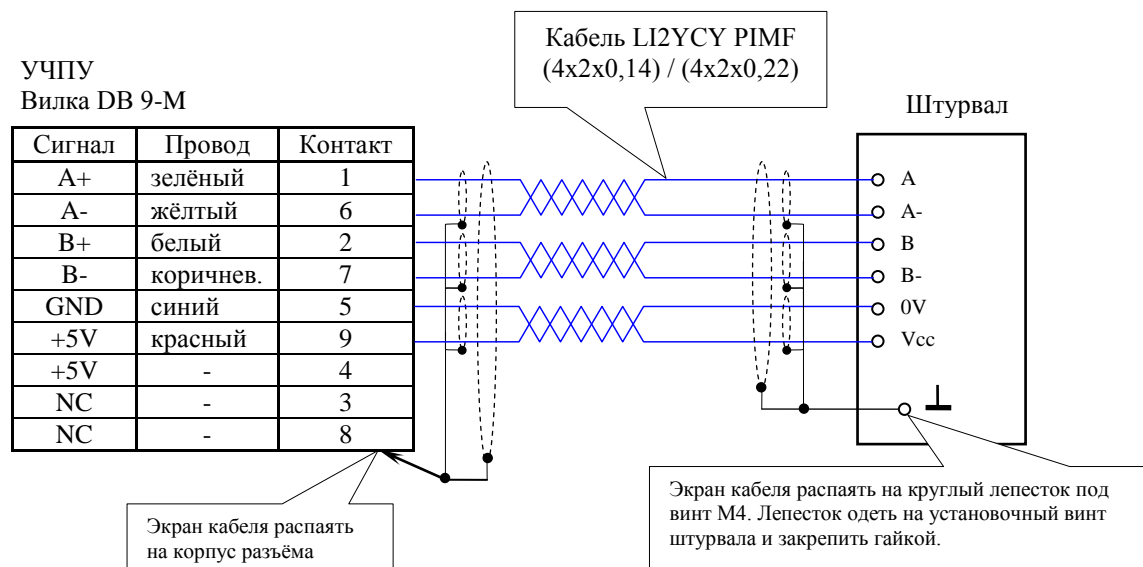 УЧПУ
Вилка DB 9-М
Кабель LI2YCY PIMF
(4х2х0,14) / (4х2х0,22)
Штурвал
Сигнал Провод Контакт
A+ зелёный 1
A- жёлтый 6
B+ белый 2
B- коричнев. 7
GND синий 5
+5V красный 9
+5V - 4
NC - 3
NC - 8
A
A-
B
B-
0V
Vcc
Экран кабеля распаять
на корпус разъёма
Экран кабеля распаять на круглый лепесток под
винт М4. Лепесток одеть на установочный винт
штурвала и закрепить гайкой.